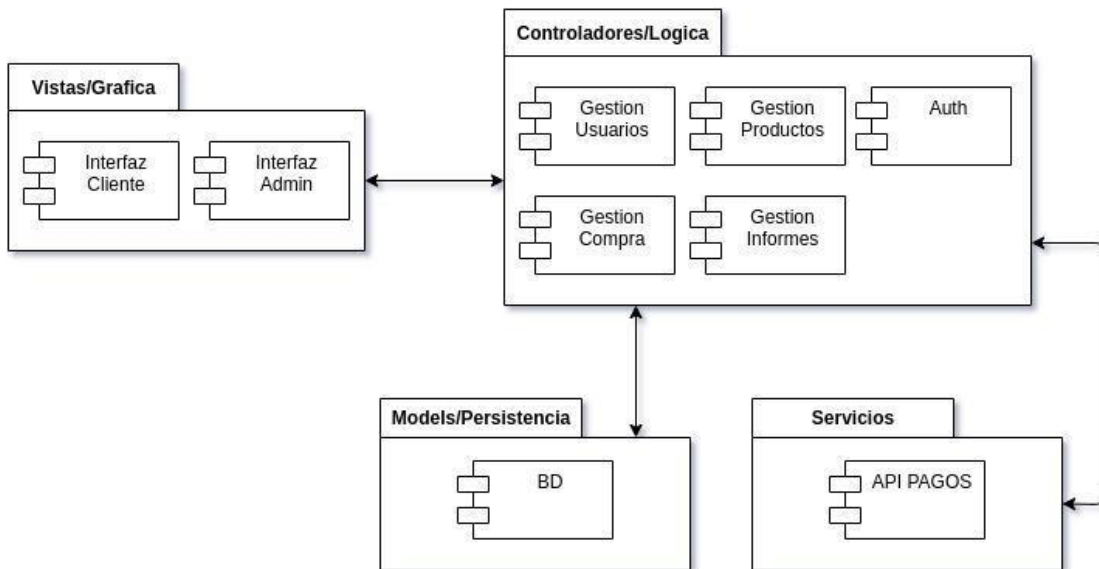 Controladores/Logica
Vistas/Grafica
Gestion
Usuarios
Gestion
Productos
Auth
Interfaz
Cliente
Interfaz
Admin
Gestion
Compra
Gestion
Informes
Models/Persistencia
Servicios
BD
API PAGOS